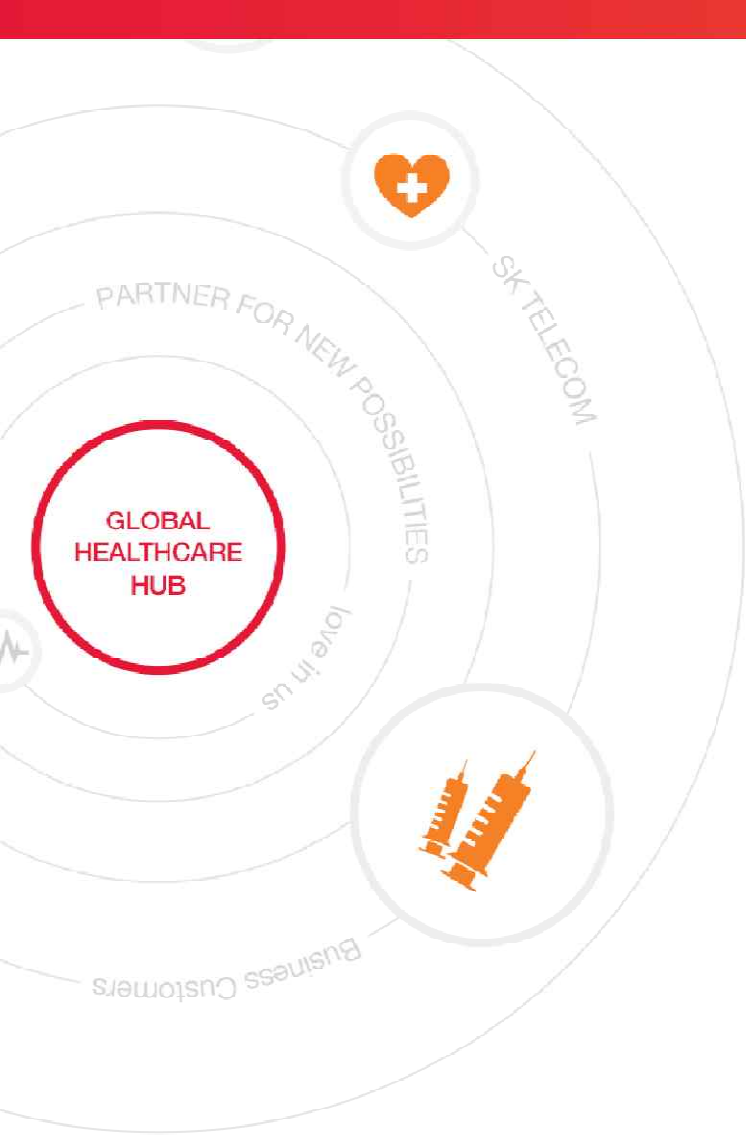 SK TELECOM
PARTNER FOR NEW POSSIBILITIES
GLOBAL
HEALTHCARE
HUB
love in us
Business Customers